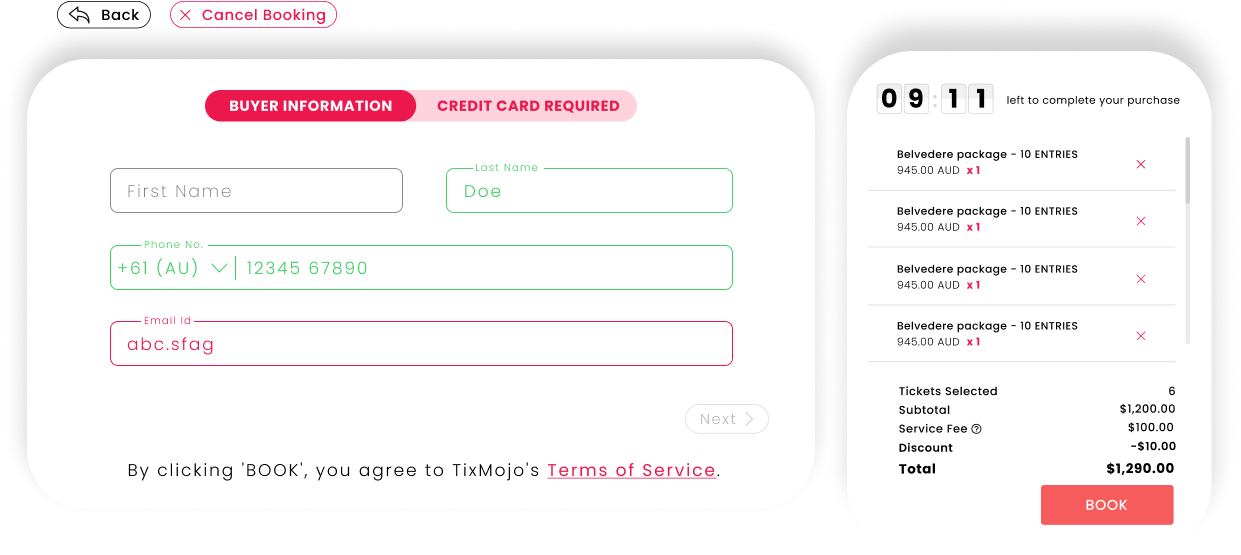 Back
Cancel Booking
BUYER INFORMATION
CREDIT CARD REQUIRED
First Name
Last Name
Doe
Phone No.
+61 (AU) 12345 67890
Email Id
abc.sfag
Next
By clicking 'BOOK', you agree to TixMojo's Terms of Service.
09:11 left to complete your purchase
Belvedere package - 10 ENTRIES
945.00 AUD x 1
Belvedere package - 10 ENTRIES
945.00 AUD x 1
Belvedere package - 10 ENTRIES
945.00 AUD x 1
Belvedere package - 10 ENTRIES
945.00 AUD x 1
Tickets Selected 6
Subtotal $1,200.00
Service Fee $100.00
Discount -$10.00
Total $1,290.00
BOOK